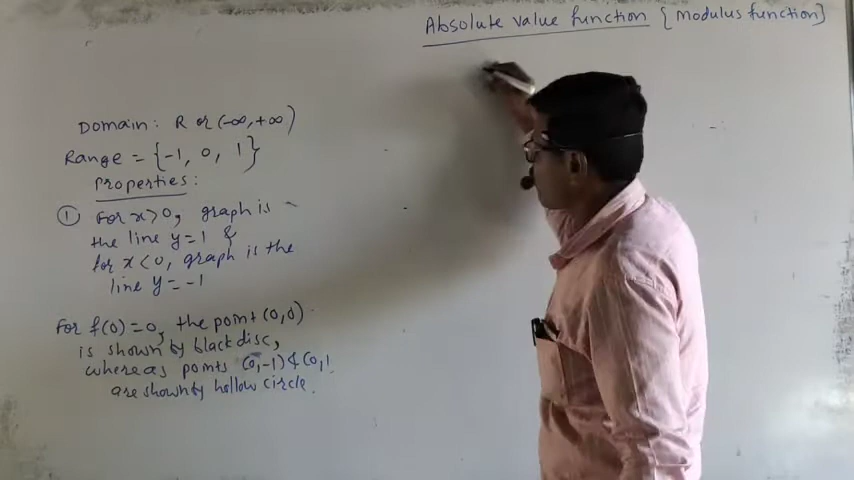 Absolute value function { Modulus function }
Domain: R or (-∞, +∞)
Range = {-1, 0, 1}
Properties:
① For x>0, graph is
the line y=1 &
for x<0, graph is the
line y=-1
For f(0)=0, the point (0,0)
is shown by black disc,
whereas points (0,-1) & (0,1
are shown by hollow circle.